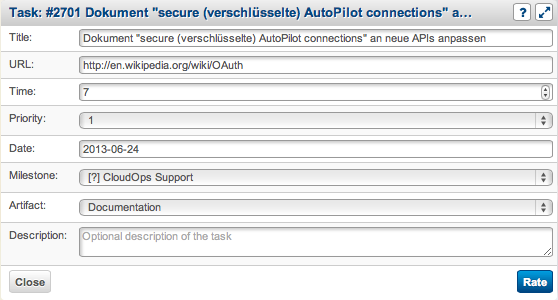 Task: #2701 Dokument "secure (verschlüsselte) AutoPilot connections" a...
?
Title:
Dokument "secure (verschlüsselte) AutoPilot connections" an neue APIs anpassen
URL:
http://en.wikipedia.org/wiki/OAuth
Time:
7
Priority:
1
Date:
2013-06-24
Milestone:
[?] CloudOps Support
Artifact:
Documentation
Description:
Optional description of the task
Close
Rate